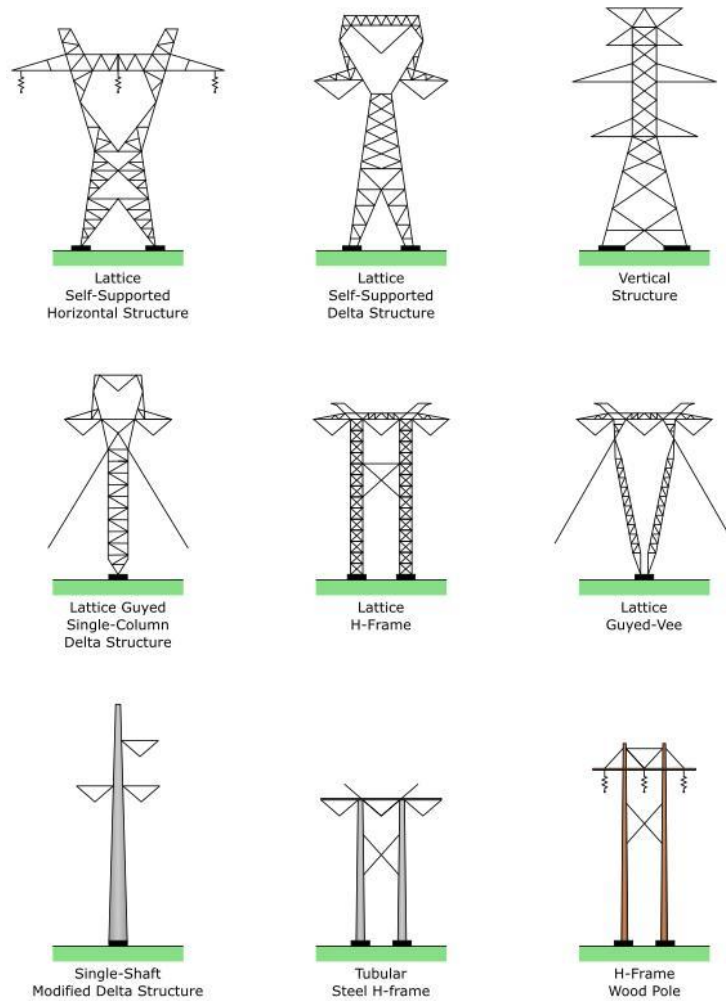 Lattice
Self-Supported
Horizontal Structure
Lattice
Self-Supported
Delta Structure
Vertical
Structure
Lattice Guyed
Single-Column
Delta Structure
Lattice
H-Frame
Lattice
Guyed-Vee
Single-Shaft
Modified Delta Structure
Tubular
Steel H-frame
H-Frame
Wood Pole